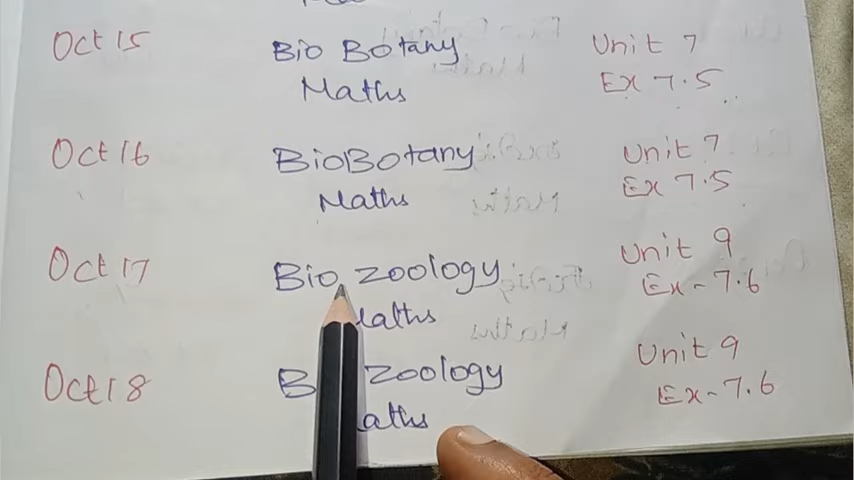 Oct 15 Bio Botany Unit 7
Maths Ex 7.5
Oct 16 BioBotany Unit 7
Maths Ex 7.5
Oct 17 Bio zoology Unit 9
Maths Ex-7.6
Oct 18 zoology Unit 9
Ex-7.6